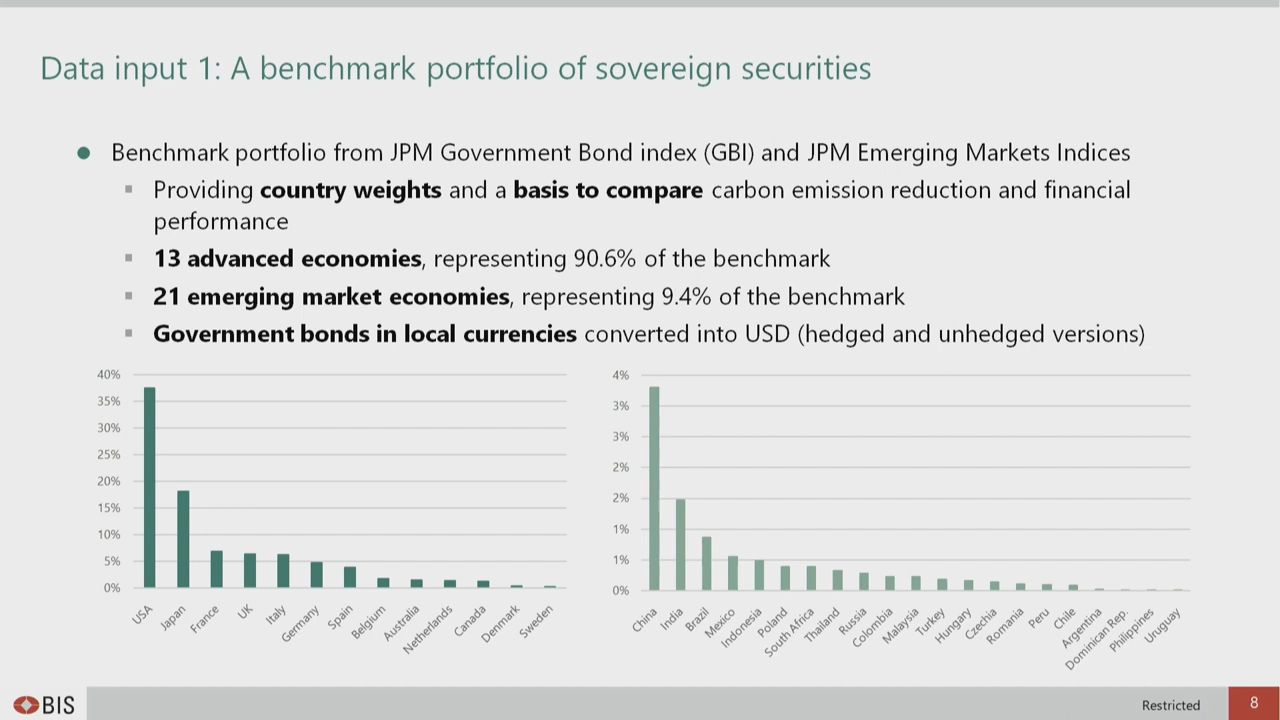 Data input 1: A benchmark portfolio of sovereign securities
Benchmark portfolio from JPM Government Bond index (GBI) and JPM Emerging Markets Indices
Providing country weights and a basis to compare carbon emission reduction and financial
performance
13 advanced economies, representing 90.6% of the benchmark
21 emerging market economies, representing 9.4% of the benchmark
Government bonds in local currencies converted into USD (hedged and unhedged versions)
40%
35%
30%
25%
20%
15%
10%
5%
0%
USA
Japan
France
UK
Italy
Germany
Spain
Belgium
Australia
Netherlands
Canada
Denmark
Sweden
4%
3%
3%
2%
2%
1%
1%
0%
China
India
Brazil
Mexico
Indonesia
Poland
South Africa
Thailand
Russia
Colombia
Malaysia
Turkey
Hungary
Czechia
Romania
Peru
Chile
Argentina
Dominican Rep.
Philippines
Uruguay
BIS
Restricted
8